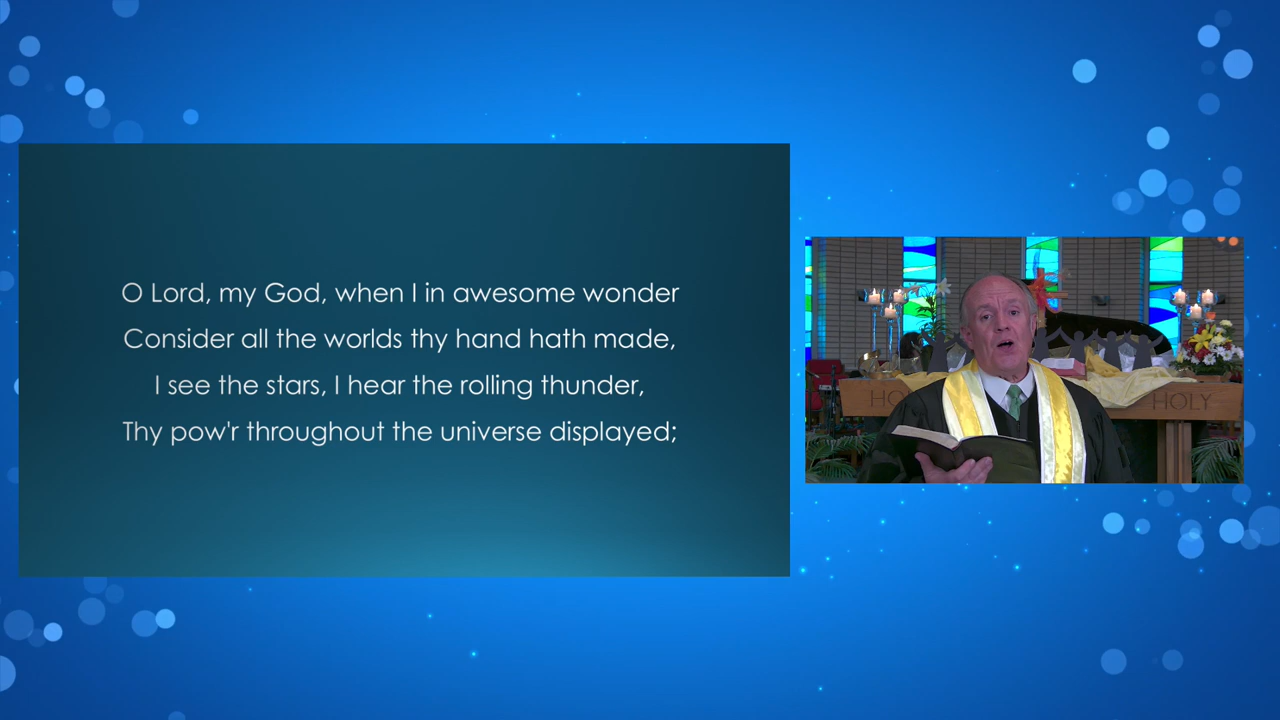 O Lord, my God, when I in awesome wonder
Consider all the worlds thy hand hath made,
I see the stars, I hear the rolling thunder,
Thy pow'r throughout the universe displayed;
HOLY